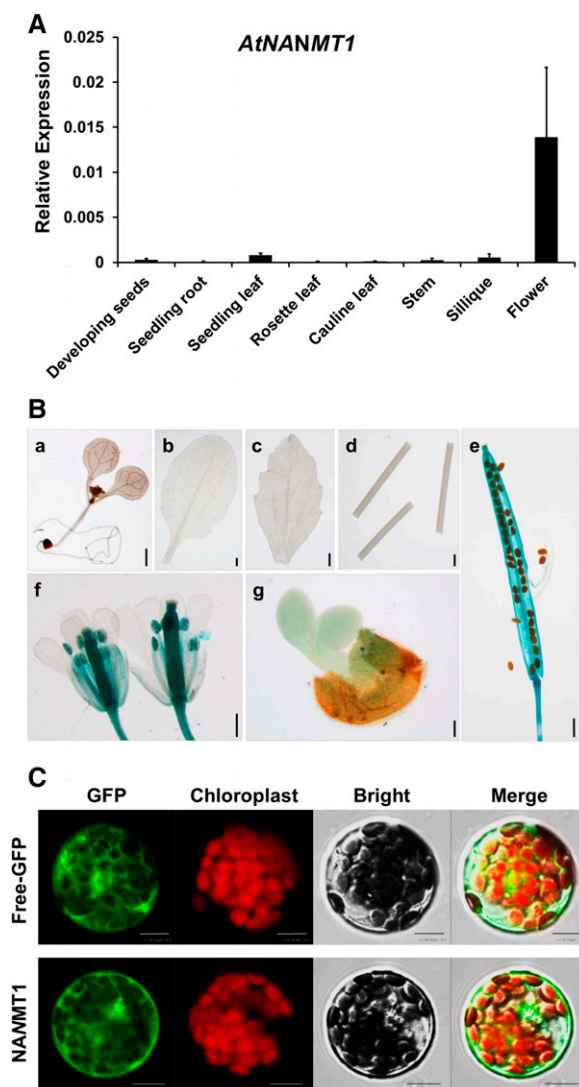 A
AtNANMT1
Relative Expression
0.025
0.02
0.015
0.01
0.005
0
Developing seeds
Seedling root
Seedling leaf
Rosette leaf
Cauline leaf
Stem
Sillique
Flower
B
a
b
c
d
e
f
g
C
GFP
Chloroplast
Bright
Merge
Free-GFP
NANMT1